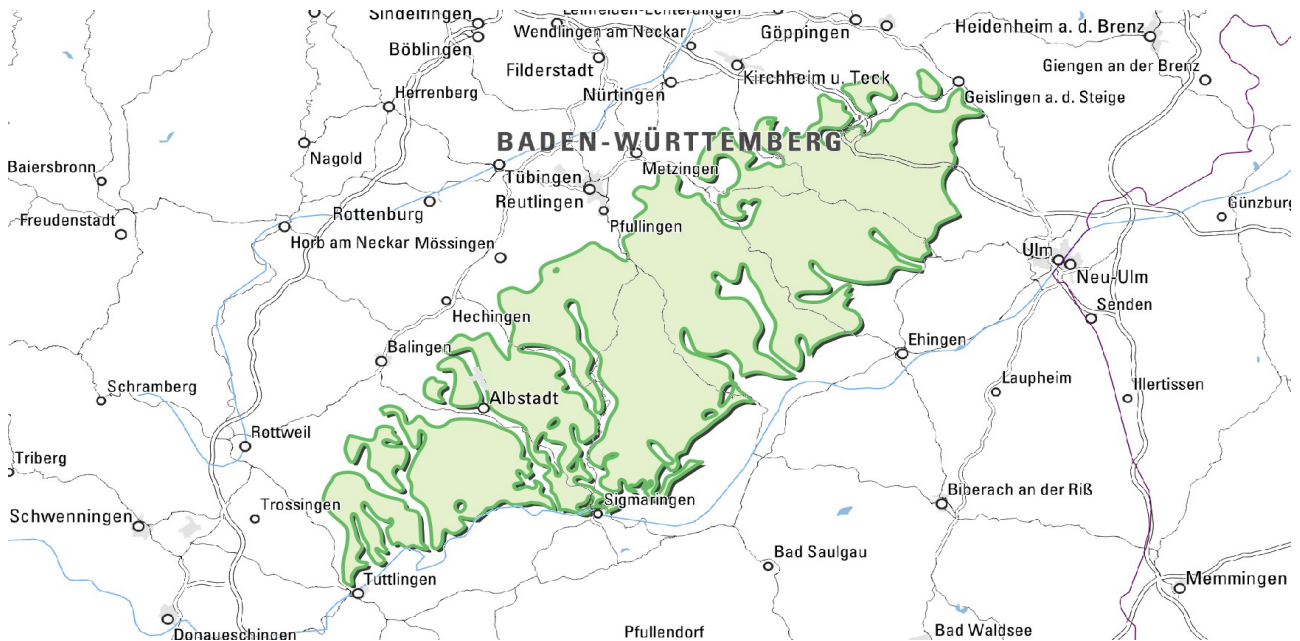 Sindelfingen
Leinfelden-Echterdingen
Wendlingen am Neckar
Göppingen
Heidenheim a. d. Brenz
Böblingen
Filderstadt
Kirchheim u. Teck
Giengen an der Brenz
Herrenberg
Nürtingen
Geislingen a. d. Steige
BADEN-WÜRTTEMBERG
Nagold
Baiersbronn
Metzingen
Tübingen
Reutlingen
Rottenburg
Günzburg
Freudenstadt
Pfullingen
Horb am Neckar
Mössingen
Ulm
Neu-Ulm
Senden
Hechingen
Ehingen
Balingen
Laupheim
Illertissen
Schramberg
Albstadt
Rottweil
Triberg
Biberach an der Riß
Sigmaringen
Trossingen
Schwenningen
Bad Saulgau
Tuttlingen
Memmingen
Donaueschingen
Pfullendorf
Bad Waldsee